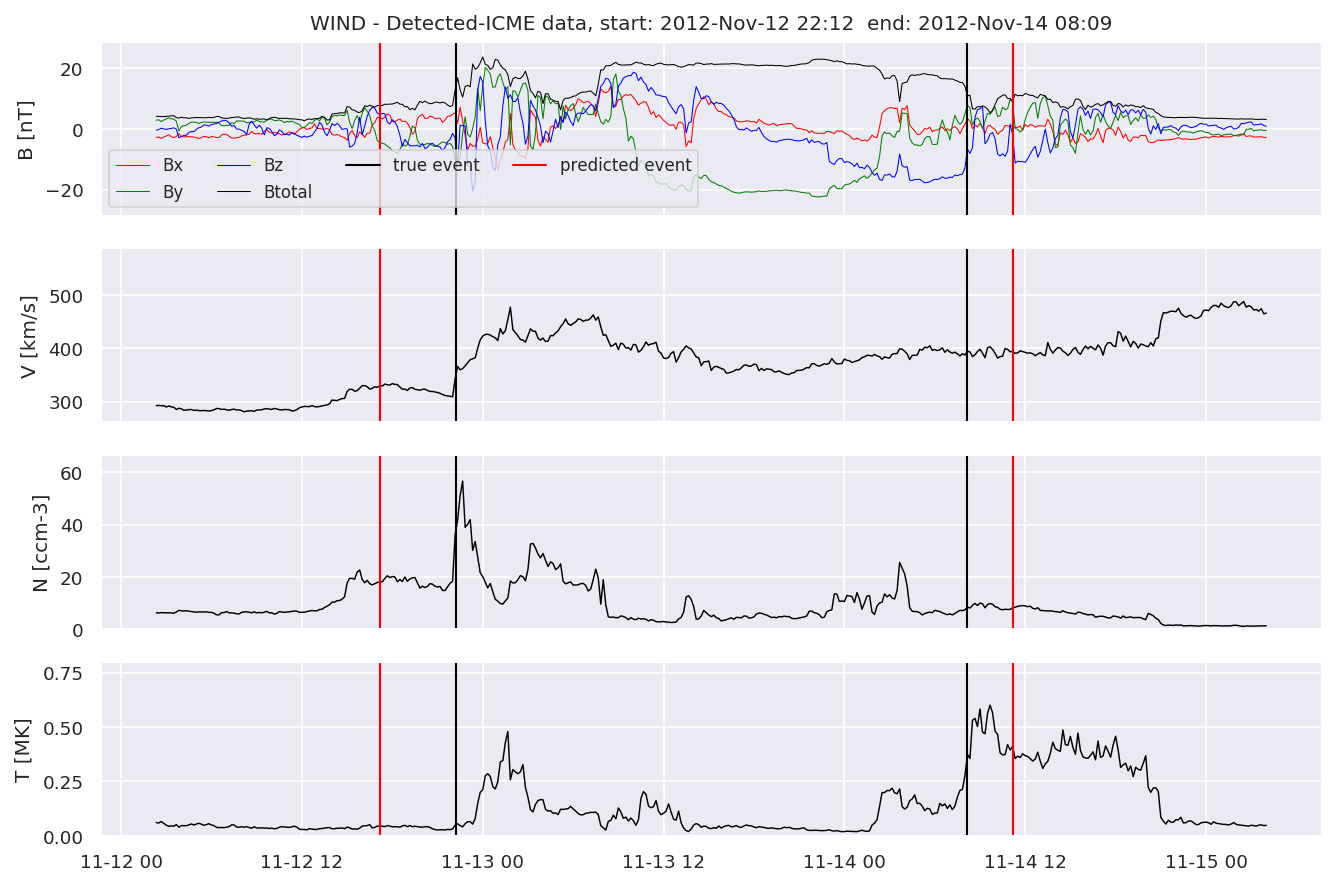 WIND - Detected-ICME data, start: 2012-Nov-12 22:12  end: 2012-Nov-14 08:09
B [nT]
20
0
−20
Bx Bz true event predicted event
By Btotal
V [km/s]
500
400
300
N [ccm-3]
60
40
20
0
T [MK]
0.75
0.50
0.25
0.00
11-12 00 11-12 12 11-13 00 11-13 12 11-14 00 11-14 12 11-15 00